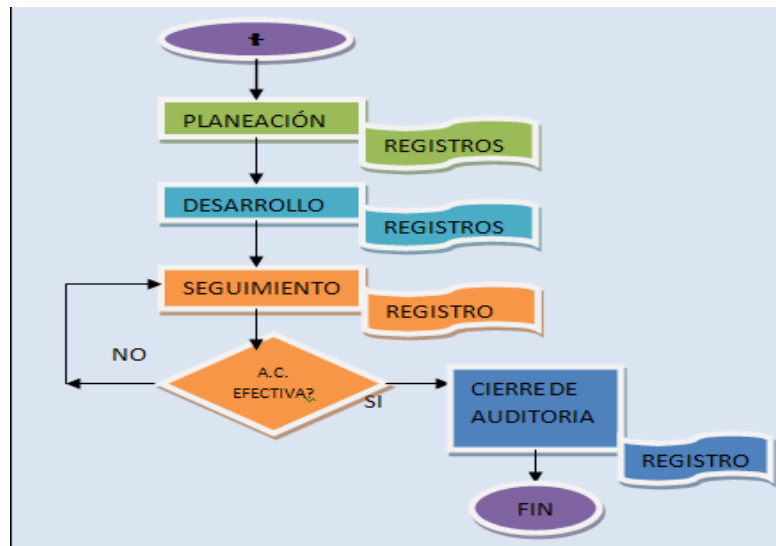 PLANEACIÓN
REGISTROS
DESARROLLO
REGISTROS
SEGUIMIENTO
REGISTRO
NO
A.C.
EFECTIVA?
SI
CIERRE DE
AUDITORIA
REGISTRO
FIN